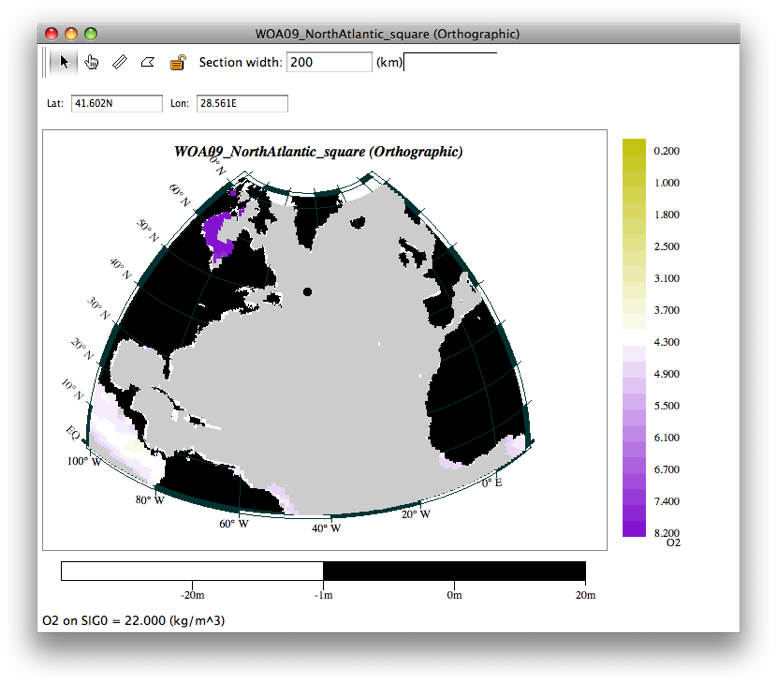 WOA09_NorthAtlantic_square (Orthographic)
Section width: 200 (km)
Lat: 41.602N Lon: 28.561E
WOA09_NorthAtlantic_square (Orthographic)
60° N
50° N
40° N
30° N
20° N
10° N
EQ
100° W
80° W
60° W
40° W
20° W
0° E
0.200
1.000
1.800
2.500
3.100
3.700
4.300
4.900
5.500
6.100
6.700
7.400
8.200
O2
-20m -1m 0m 20m
O2 on SIG0 = 22.000 (kg/m^3)